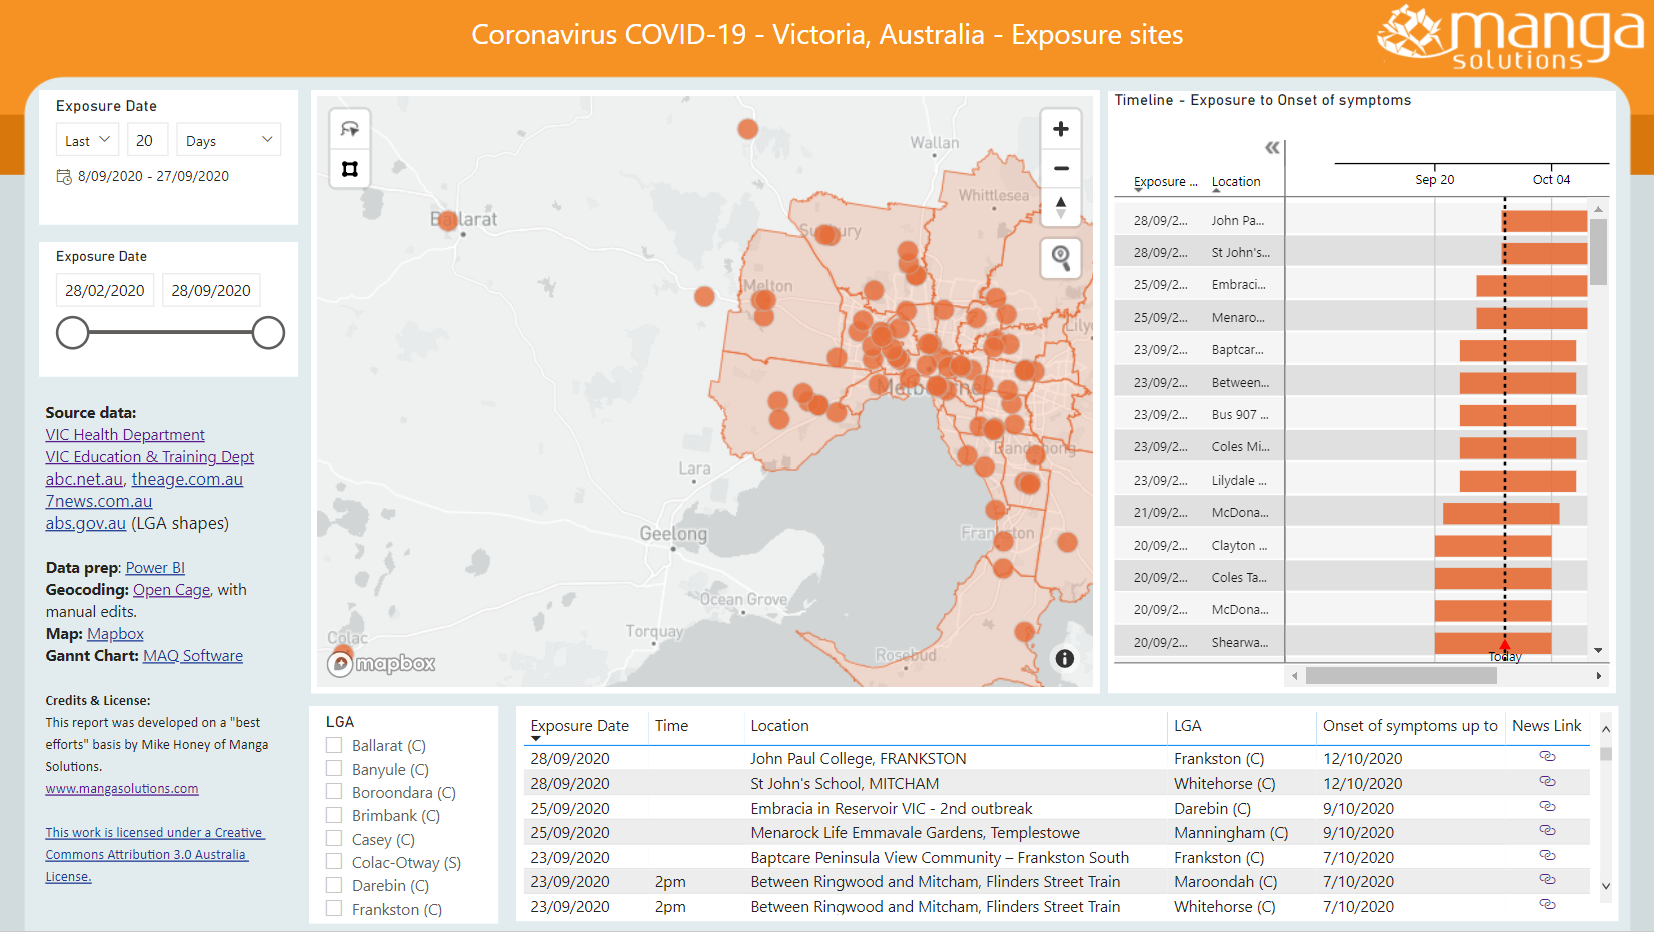 Coronavirus COVID-19 - Victoria, Australia - Exposure sites
manga
solutions
Exposure Date
Last 20 Days
8/09/2020 - 27/09/2020
Exposure Date
28/02/2020 28/09/2020
Source data:
VIC Health Department
VIC Education & Training Dept
abc.net.au, theage.com.au
7news.com.au
abs.gov.au (LGA shapes)
Data prep: Power BI
Geocoding: Open Cage, with
manual edits.
Map: Mapbox
Gannt Chart: MAQ Software
Credits & License:
This report was developed on a "best
efforts" basis by Mike Honey of Manga
Solutions.
www.mangasolutions.com
This work is licensed under a Creative
Commons Attribution 3.0 Australia
License.
Wallan
Whittlesea
Ballarat
Sunbury
Melton
Lilyd
Melbourne
Dandenong
Lara
Geelong
Frankston
Ocean Grove
Torquay
Colac
Rosebud
mapbox
Timeline - Exposure to Onset of symptoms
Exposure ... Location Sep 20 Oct 04
28/09/2... John Pa...
28/09/2... St John's...
25/09/2... Embraci...
25/09/2... Menaro...
23/09/2... Baptcar...
23/09/2... Between...
23/09/2... Bus 907 ...
23/09/2... Coles Mi...
23/09/2... Lilydale ...
21/09/2... McDona...
20/09/2... Clayton ...
20/09/2... Coles Ta...
20/09/2... McDona...
20/09/2... Shearwa...
Today
LGA
Ballarat (C)
Banyule (C)
Boroondara (C)
Brimbank (C)
Casey (C)
Colac-Otway (S)
Darebin (C)
Frankston (C)
Exposure Date Time Location LGA Onset of symptoms up to News Link
28/09/2020 John Paul College, FRANKSTON Frankston (C) 12/10/2020
28/09/2020 St John's School, MITCHAM Whitehorse (C) 12/10/2020
25/09/2020 Embracia in Reservoir VIC - 2nd outbreak Darebin (C) 9/10/2020
25/09/2020 Menarock Life Emmavale Gardens, Templestowe Manningham (C) 9/10/2020
23/09/2020 Baptcare Peninsula View Community – Frankston South Frankston (C) 7/10/2020
23/09/2020 2pm Between Ringwood and Mitcham, Flinders Street Train Maroondah (C) 7/10/2020
23/09/2020 2pm Between Ringwood and Mitcham, Flinders Street Train Whitehorse (C) 7/10/2020